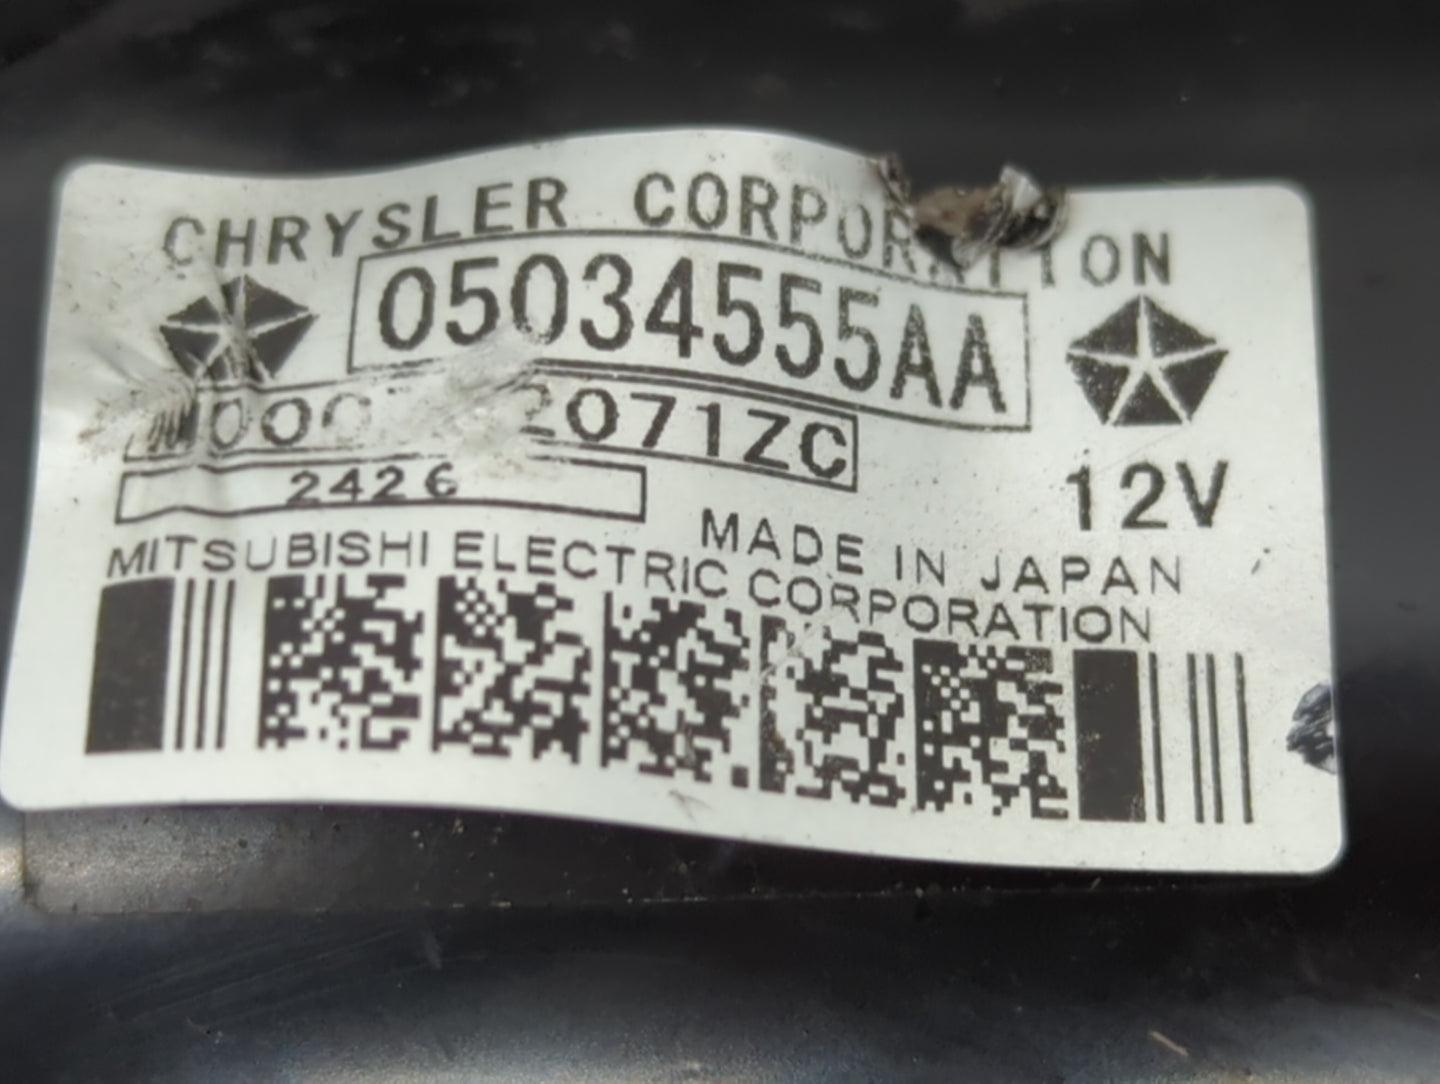 CHRYSLER CORPORATION
05034555AA
2071ZC
12V
2426
MADE IN JAPAN
MITSUBISHI ELECTRIC CORPORATION